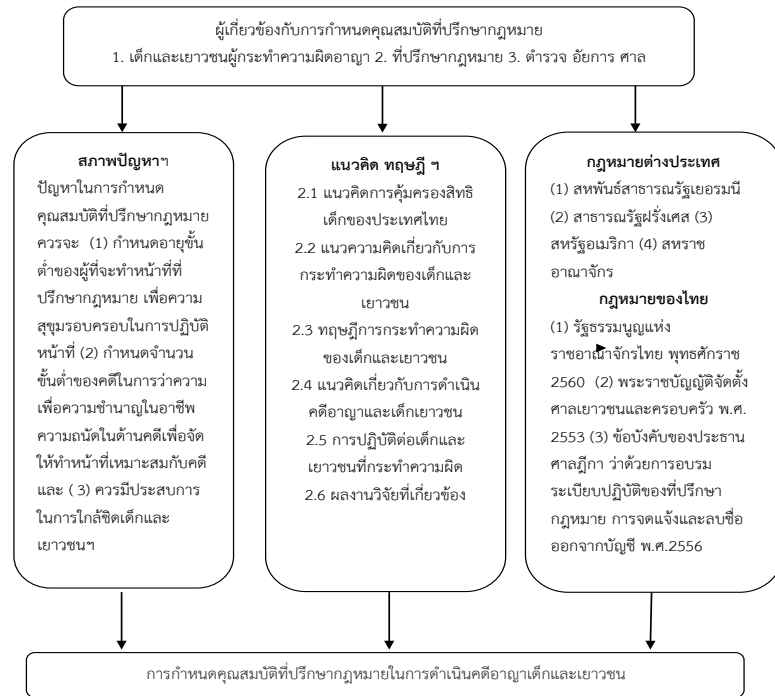 ผู้เกี่ยวข้องกับการกำหนดคุณสมบัติที่ปรึกษากฎหมาย
1. เด็กและเยาวชนผู้กระทำความผิดอาญา 2. ที่ปรึกษากฎหมาย 3. ตำรวจ อัยการ ศาล
สภาพปัญหาฯ
ปัญหาในการกำหนด
คุณสมบัติที่ปรึกษากฎหมาย
ควรจะ (1) กำหนดอายุขั้น
ต่ำของผู้ที่จะทำหน้าที่ที่
ปรึกษากฎหมาย เพื่อความ
สุขุมรอบครอบในการปฏิบัติ
หน้าที่ (2) กำหนดจำนวน
ขั้นต่ำของคดีในการว่าความ
เพื่อความชำนาญในอาชีพ
ความถนัดในด้านคดีเพื่อจัด
ให้ทำหน้าที่เหมาะสมกับคดี
และ ( 3) ควรมีประสบการ
ในการใกล้ชิดเด็กและ
เยาวชนฯ
แนวคิด ทฤษฎี ฯ
2.1 แนวคิดการคุ้มครองสิทธิ
เด็กของประเทศไทย
2.2 แนวความคิดเกี่ยวกับการ
กระทำความผิดของเด็กและ
เยาวชน
2.3 ทฤษฎีการกระทำความผิด
ของเด็กและเยาวชน
2.4 แนวคิดเกี่ยวกับการดำเนิน
คดีอาญาและเด็กเยาวชน
2.5 การปฏิบัติต่อเด็กและ
เยาวชนที่กระทำความผิด
2.6 ผลงานวิจัยที่เกี่ยวข้อง
กฎหมายต่างประเทศ
(1) สหพันธ์สาธารณรัฐเยอรมนี
(2) สาธารณรัฐฝรั่งเศส (3)
สหรัฐอเมริกา (4) สหราช
อาณาจักร
กฎหมายของไทย
(1) รัฐธรรมนูญแห่ง
ราชอาณาจักรไทย พุทธศักราช
2560 (2) พระราชบัญญัติจัดตั้ง
ศาลเยาวชนและครอบครัว พ.ศ.
2553 (3) ข้อบังคับของประธาน
ศาลฎีกา ว่าด้วยการอบรม
ระเบียบปฏิบัติของที่ปรึกษา
กฎหมาย การจดแจ้งและลบชื่อ
ออกจากบัญชี พ.ศ.2556
การกำหนดคุณสมบัติที่ปรึกษากฎหมายในการดำเนินคดีอาญาเด็กและเยาวชน